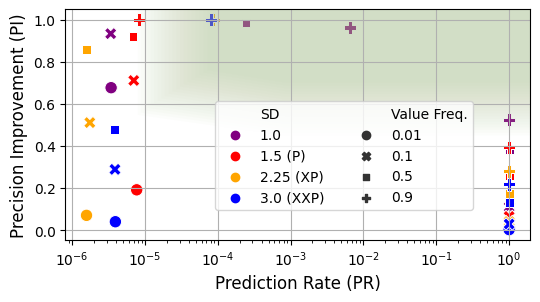 Precision Improvement (PI)
1.0
0.8
0.6
0.4
0.2
0.0
SD
1.0
1.5 (P)
2.25 (XP)
3.0 (XXP)
Value Freq.
0.01
0.1
0.5
0.9
10⁻⁶ 10⁻⁵ 10⁻⁴ 10⁻³ 10⁻² 10⁻¹ 10⁰
Prediction Rate (PR)